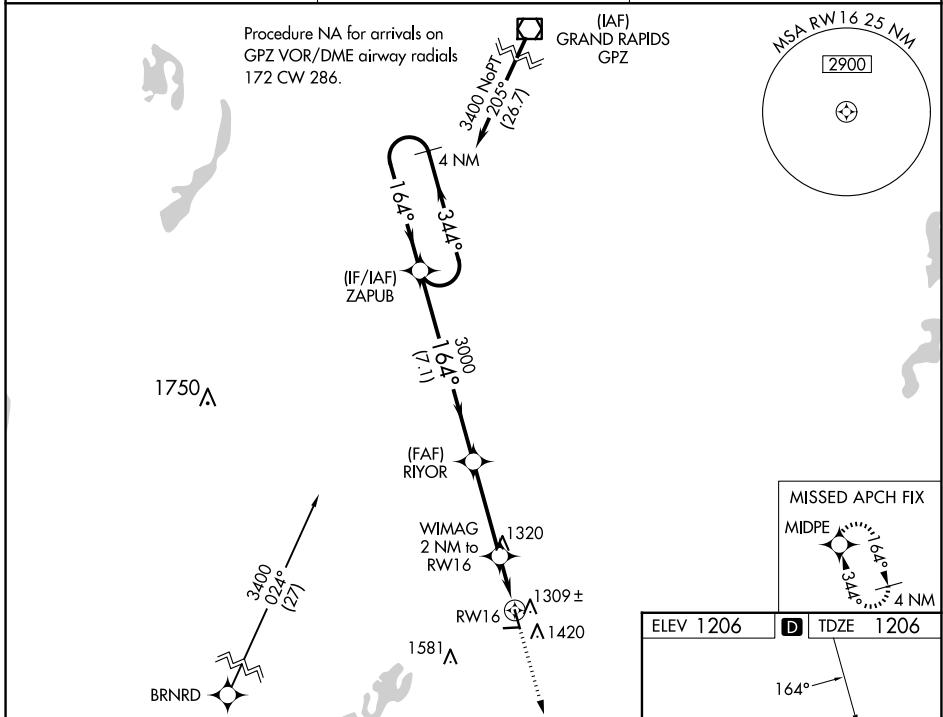 Procedure NA for arrivals on
GPZ VOR/DME airway radials
172 CW 286.
(IAF)
GRAND RAPIDS
GPZ
3400 NoPT
205°
(26.7)
MSA RW16 25 NM
2900
4 NM
164°
344°
(IF/IAF)
ZAPUB
3000
164°
(7.1)
1750
(FAF)
RIYOR
WIMAG
2 NM to
RW16
1320
1309 ±
RW16
1420
1581
3400
024°
(27)
BRNRD
MISSED APCH FIX
MIDPE
164°
344°
4 NM
ELEV 1206
D
TDZE 1206
164°